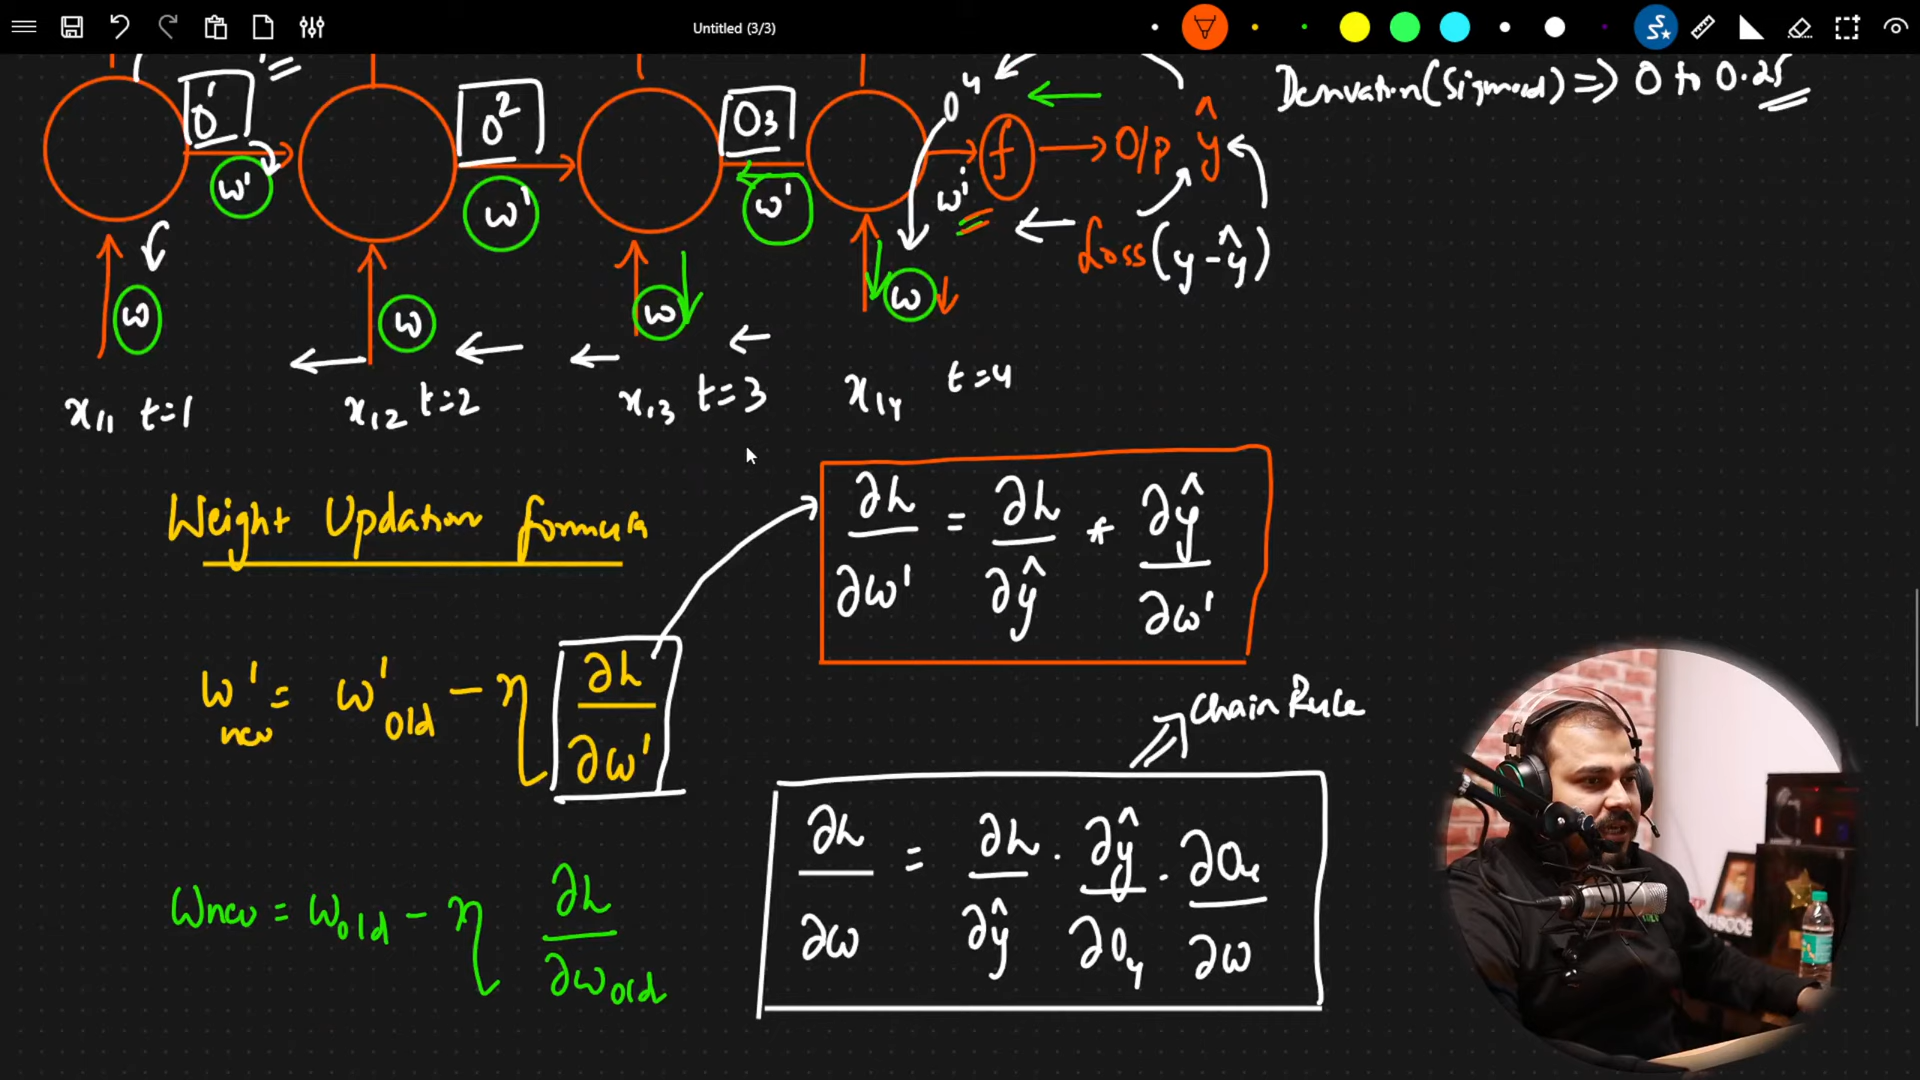 Untitled (3/3)
Derivation(Sigmoid) => 0 to 0.25
O' O² O3 O⁴ f O/p ŷ
w' w' w' w' Loss(y-ŷ)
w w w w
x11 t=1 x12 t=2 x13 t=3 x14 t=4
Weight Updation formula
∂h/∂w' = ∂h/∂ŷ * ∂ŷ/∂w'
w'new = w'old - η ∂h/∂w'
Chain Rule
∂h/∂w = ∂h/∂ŷ . ∂ŷ/∂O4 . ∂O4/∂w
Wnew = Wold - η ∂h/∂wold